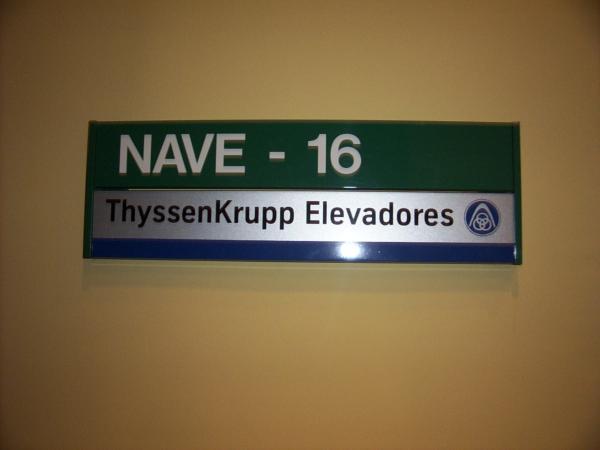 NAVE - 16
ThyssenKrupp Elevadores